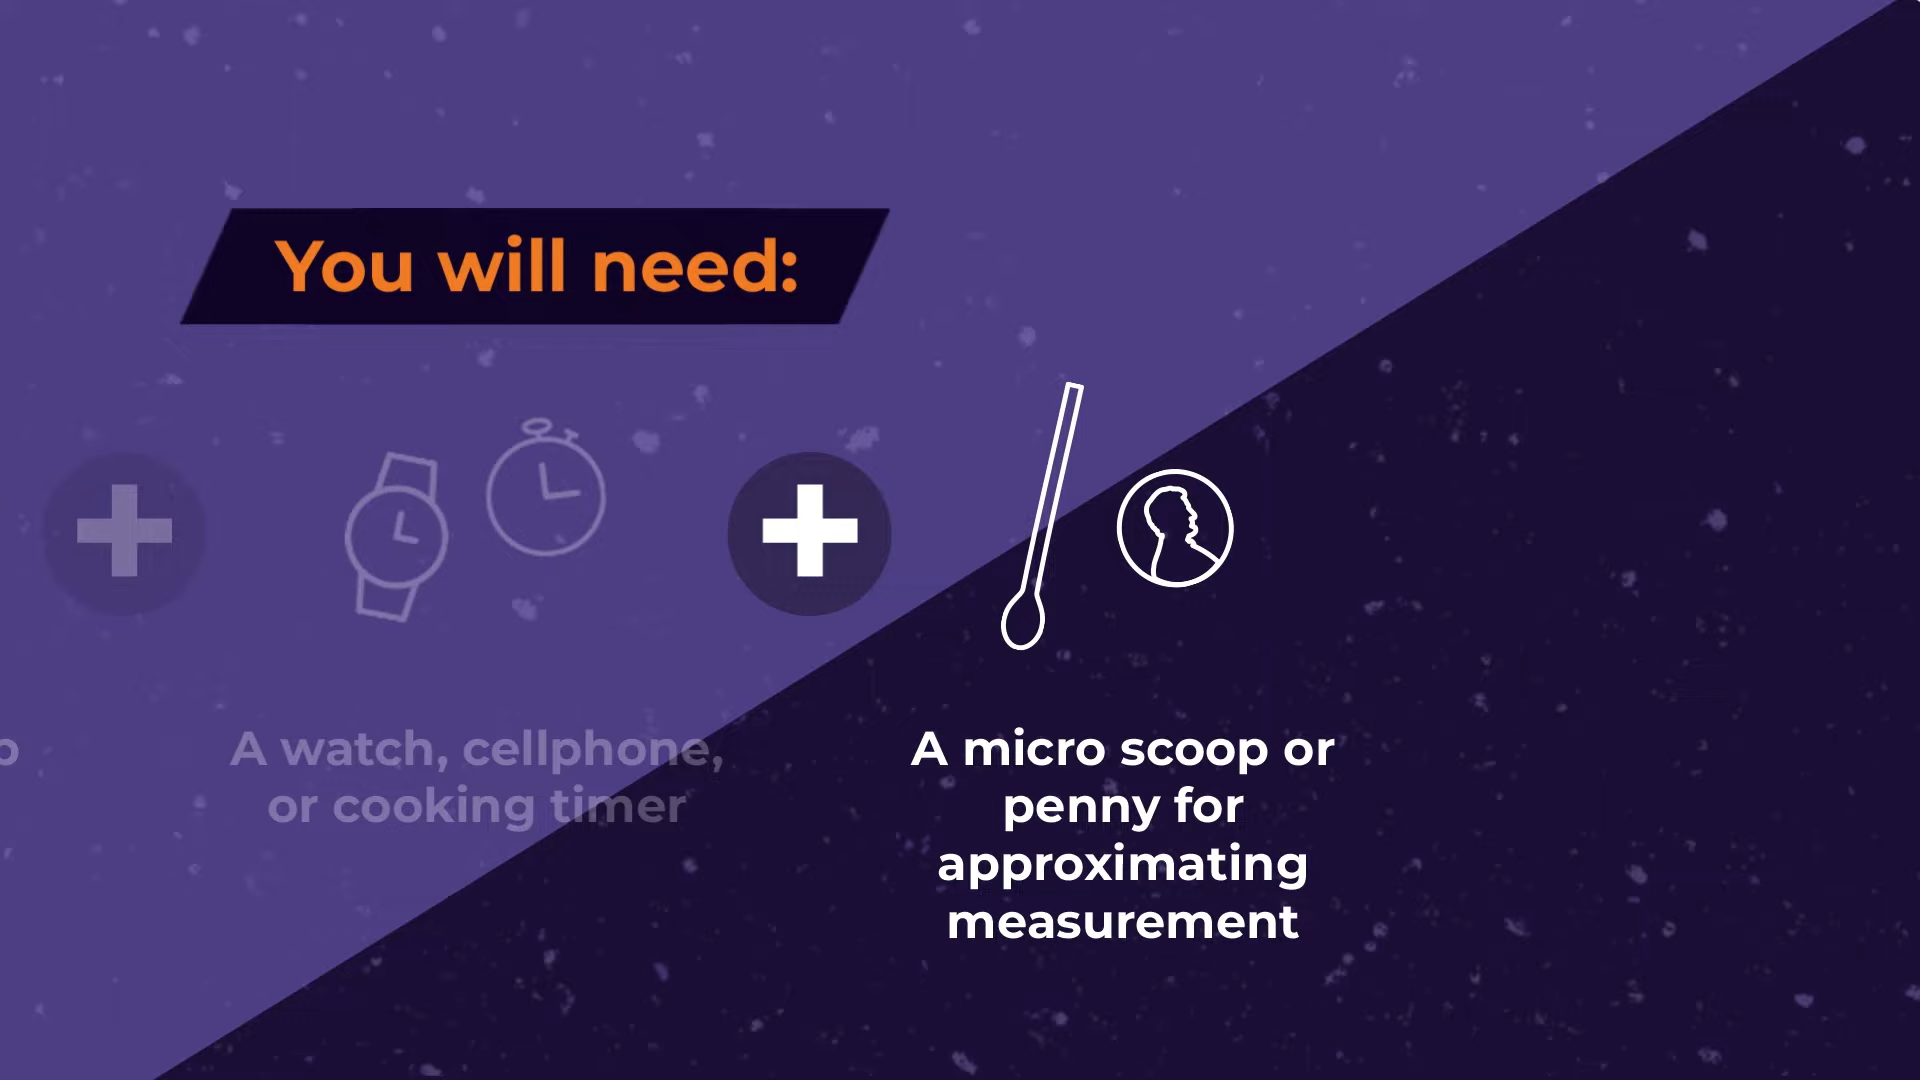 You will need:
A watch, cellphone,
or cooking timer
A micro scoop or
penny for
approximating
measurement